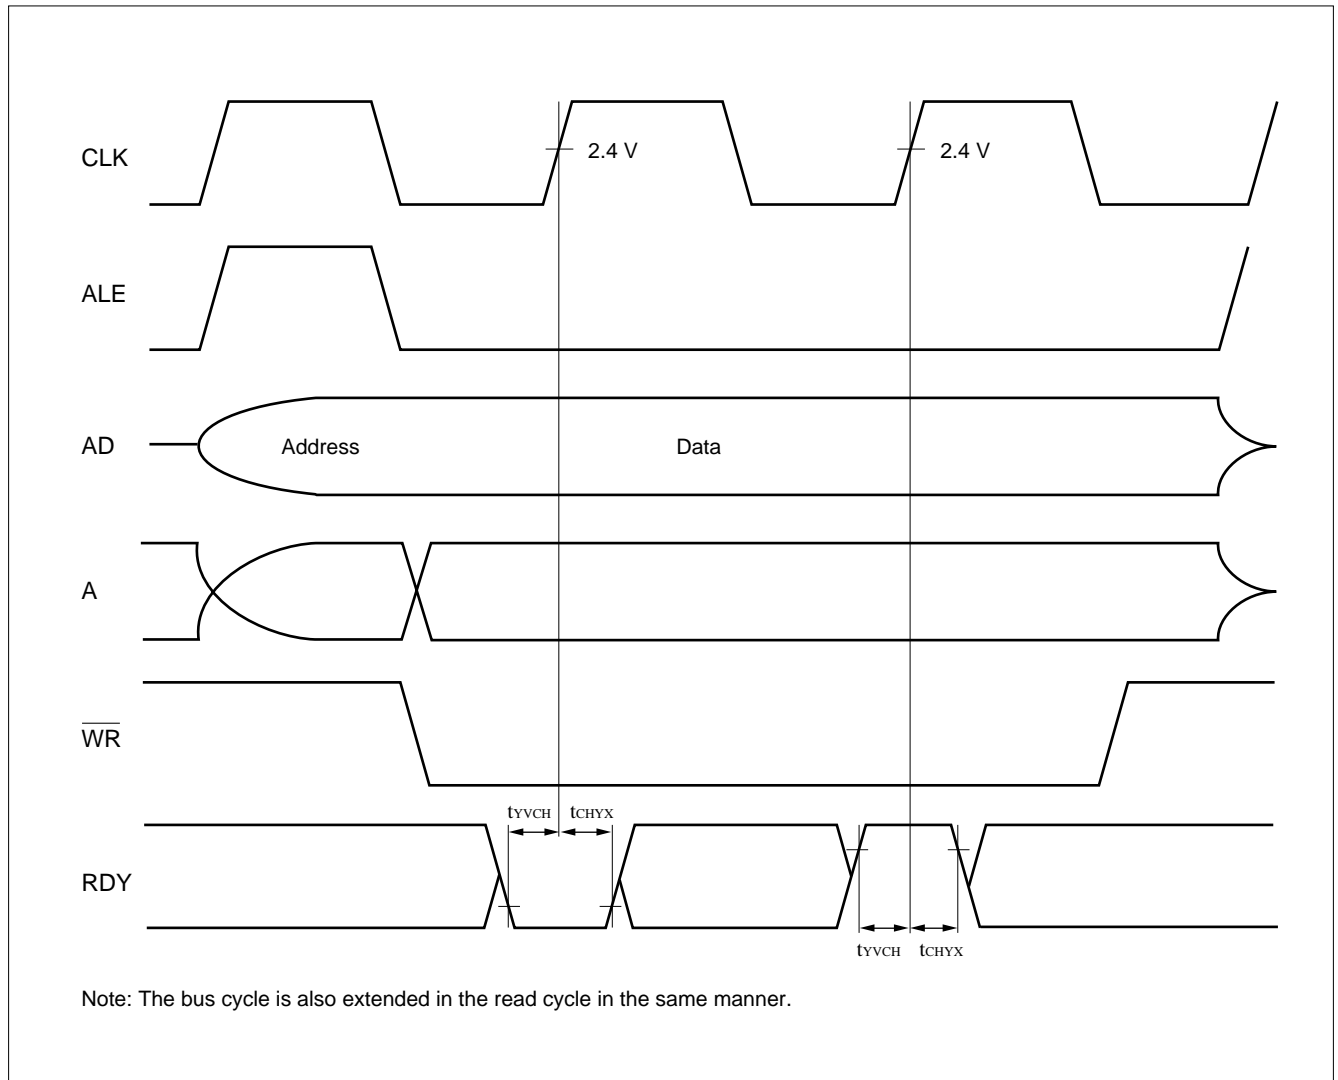 CLK
2.4 V
2.4 V
ALE
AD
Address
Data
A
WR
tYVCH
tCHYX
RDY
tYVCH
tCHYX
Note: The bus cycle is also extended in the read cycle in the same manner.